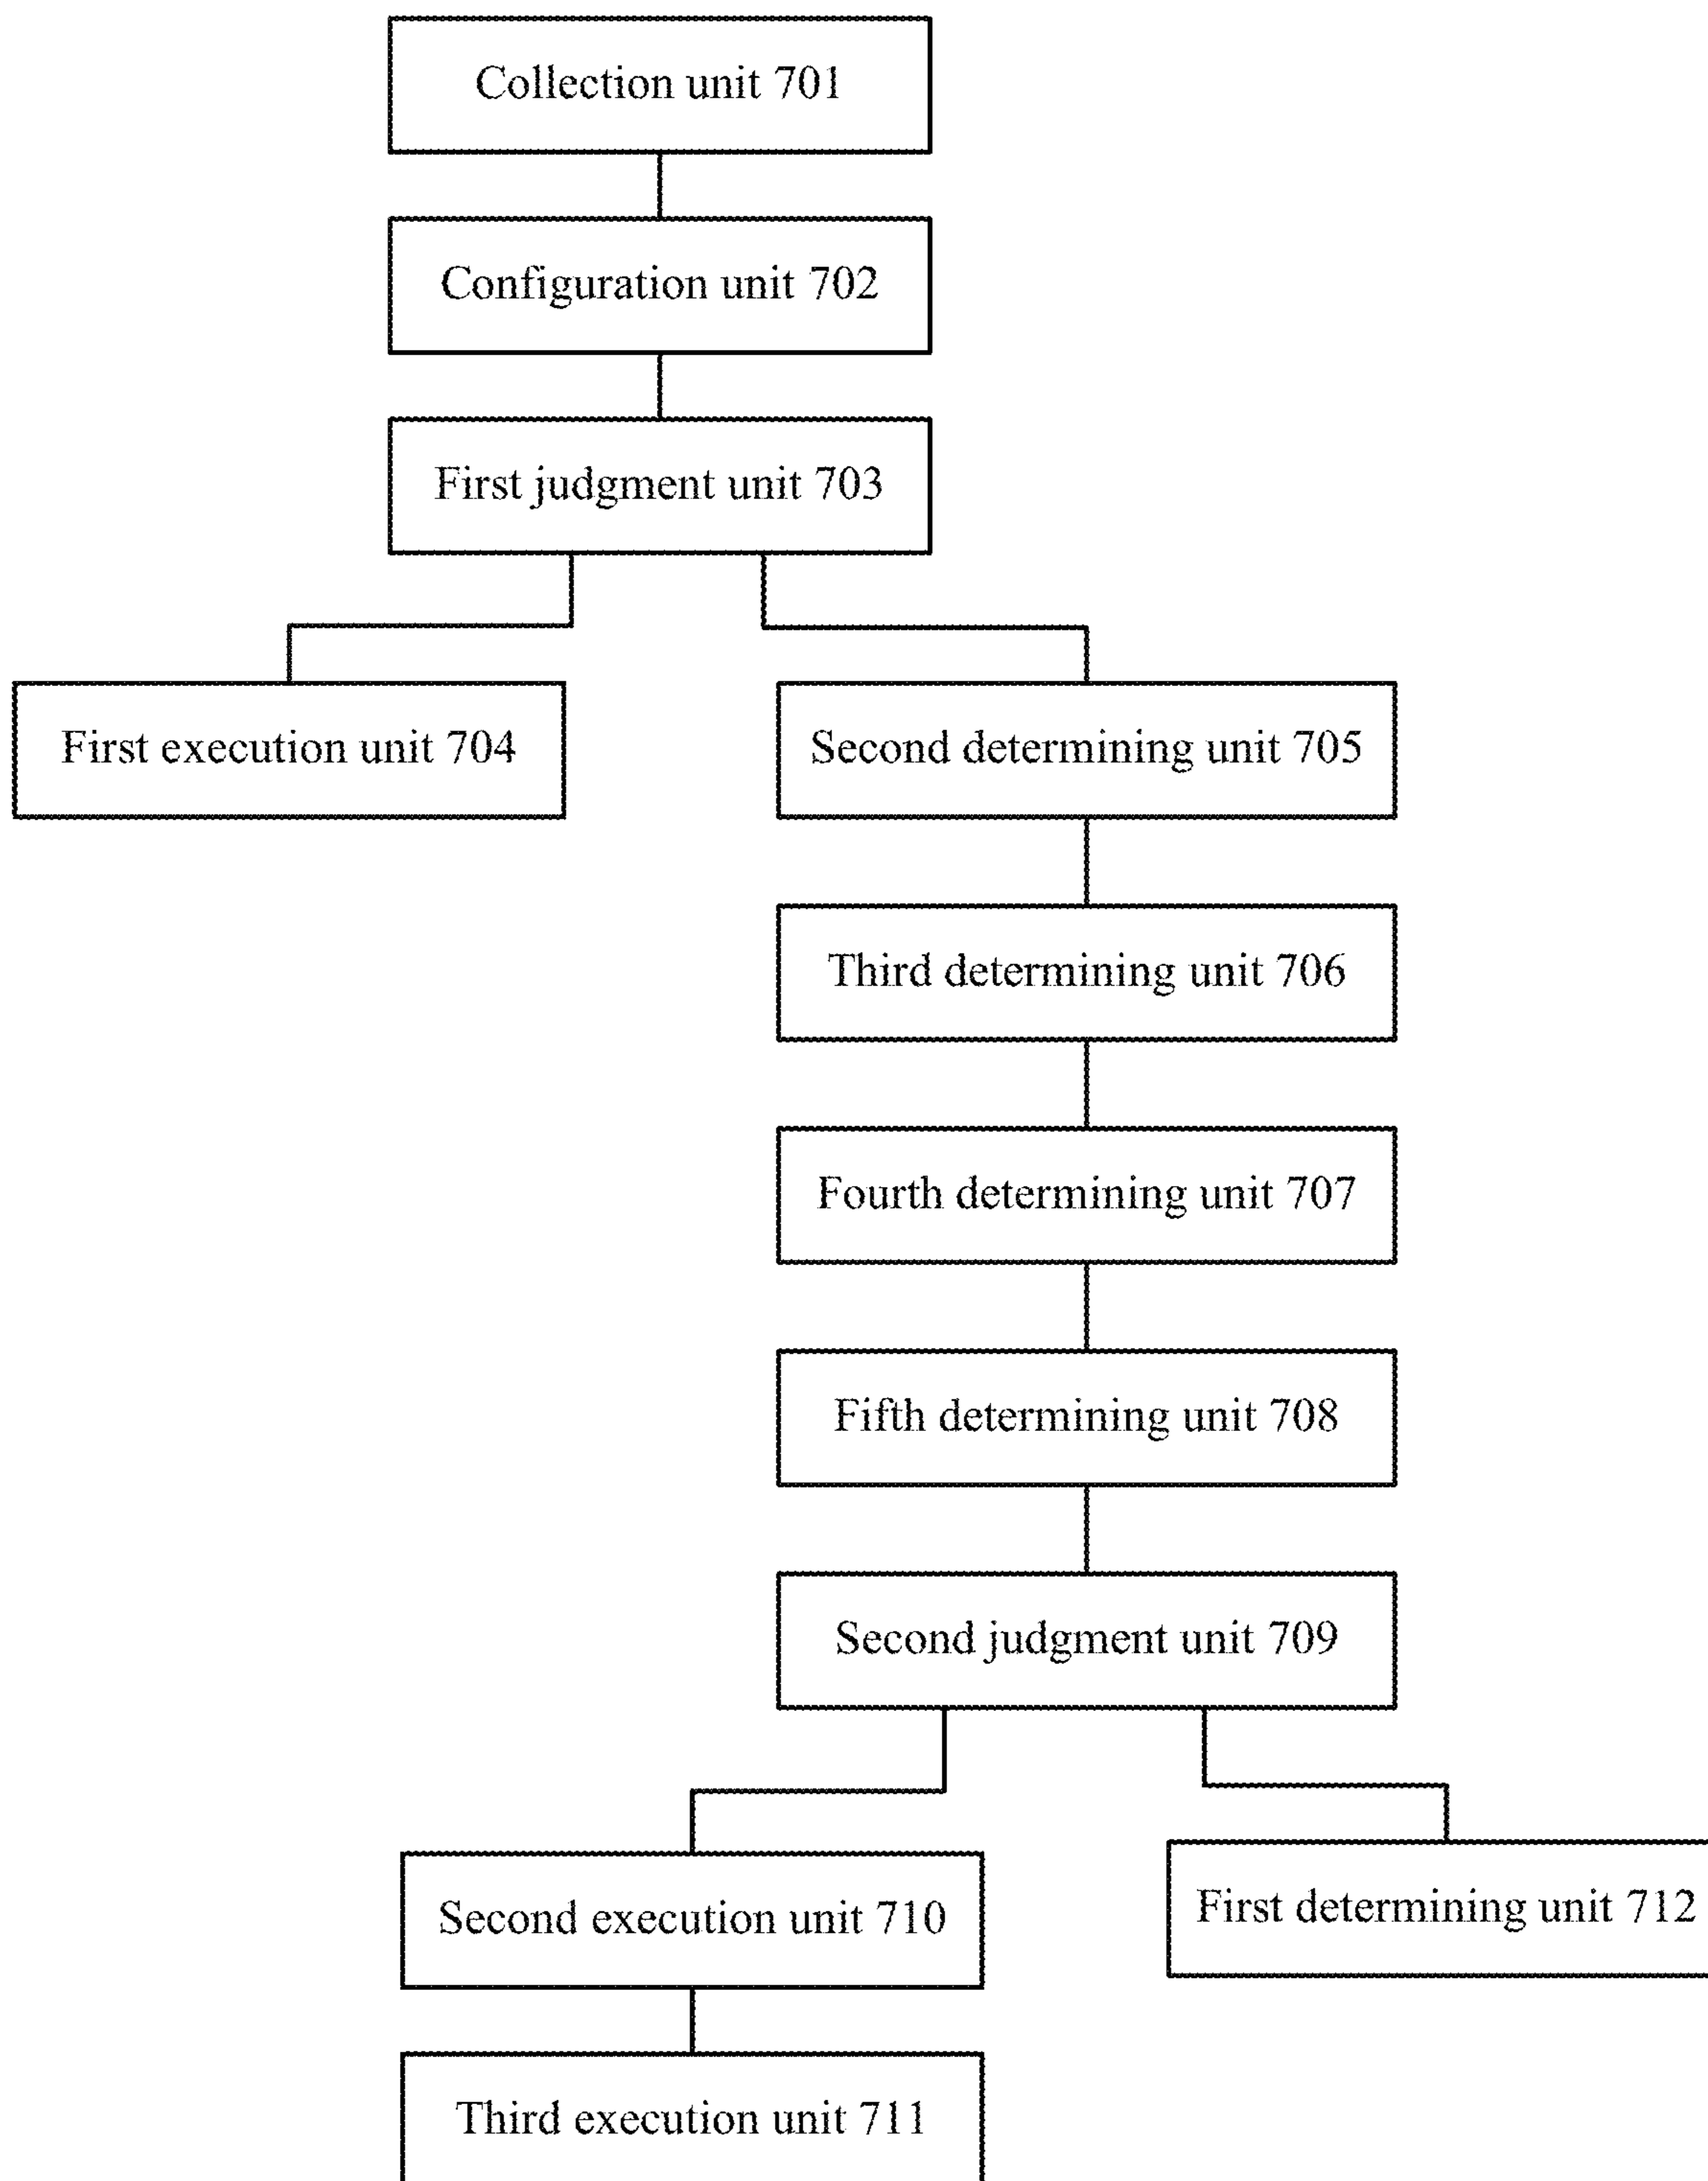 Collection unit 701
Configuration unit 702
First judgment unit 703
First execution unit 704
Second determining unit 705
Third determining unit 706
Fourth determining unit 707
Fifth determining unit 708
Second judgment unit 709
Second execution unit 710
First determining unit 712
Third execution unit 711